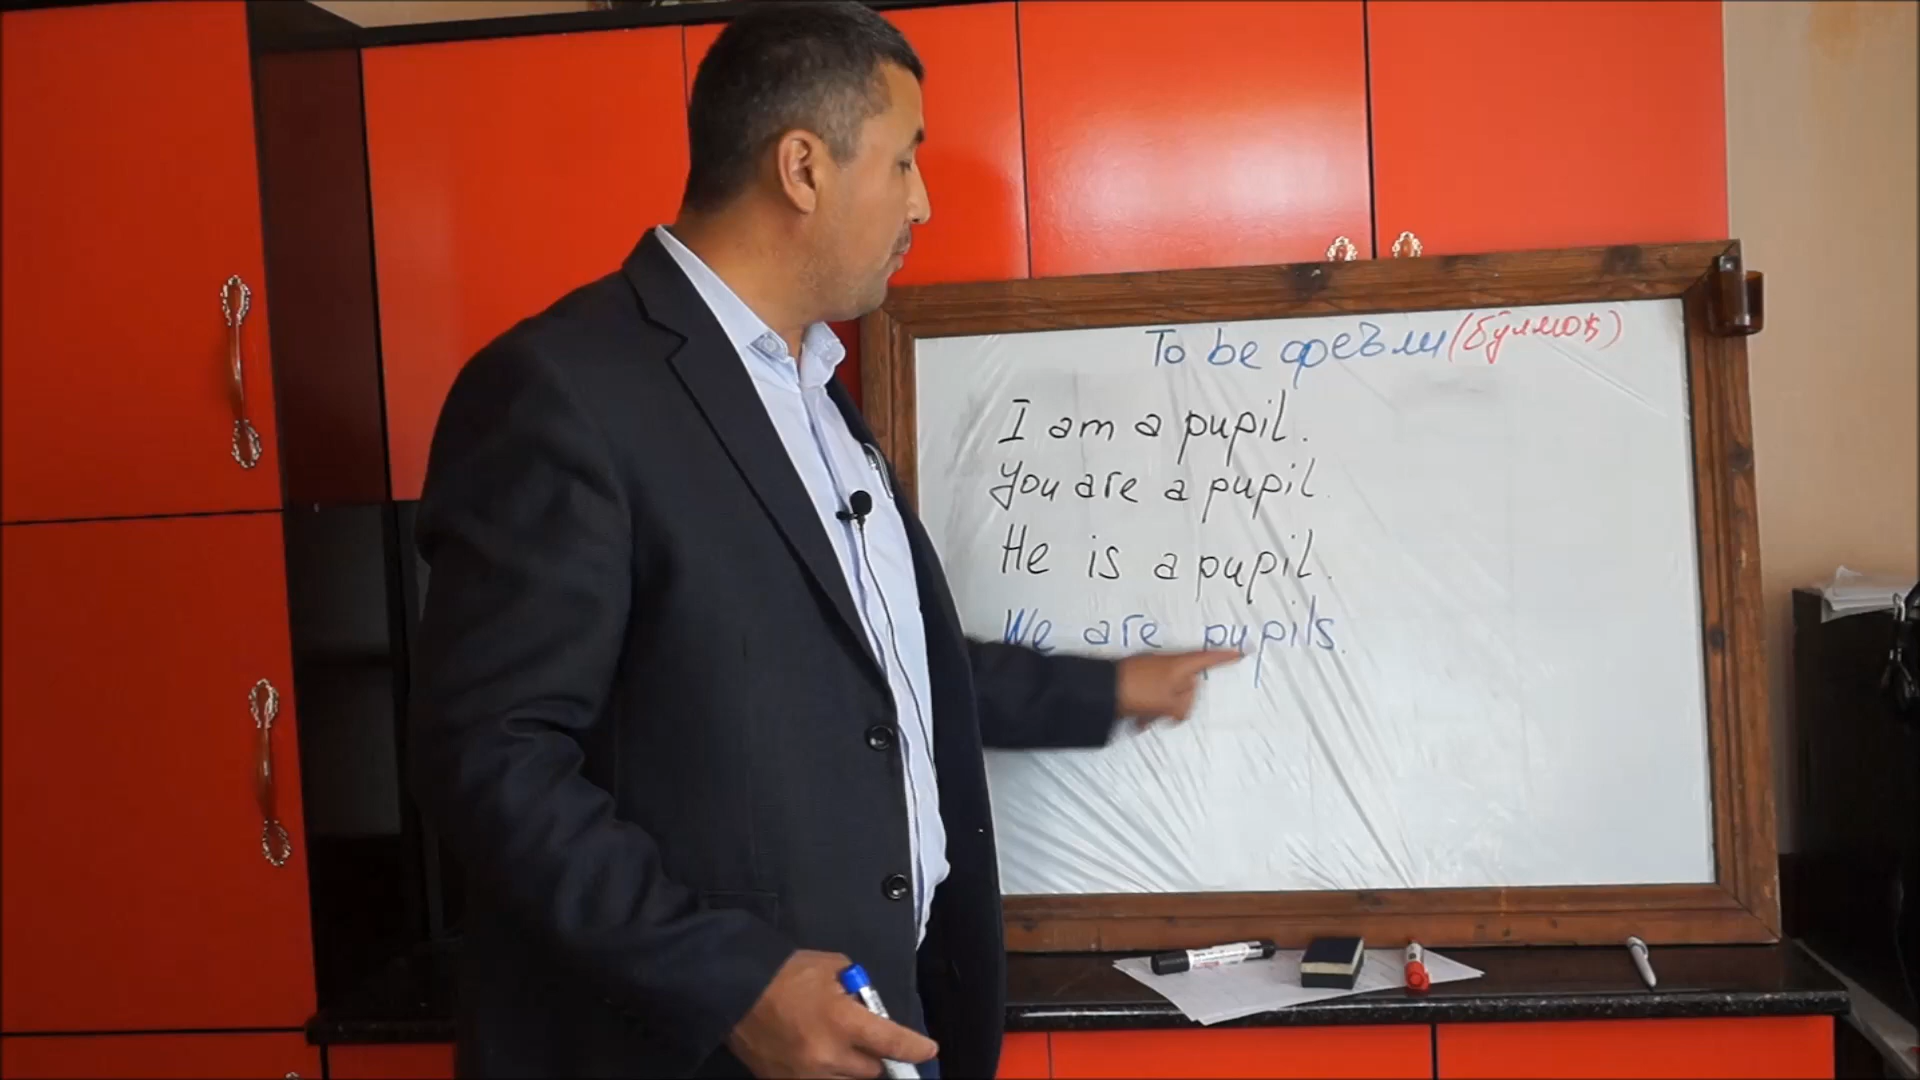 To be феъли (бўлмоқ)
I am a pupil.
You are a pupil.
He is a pupil.
We are pupils.